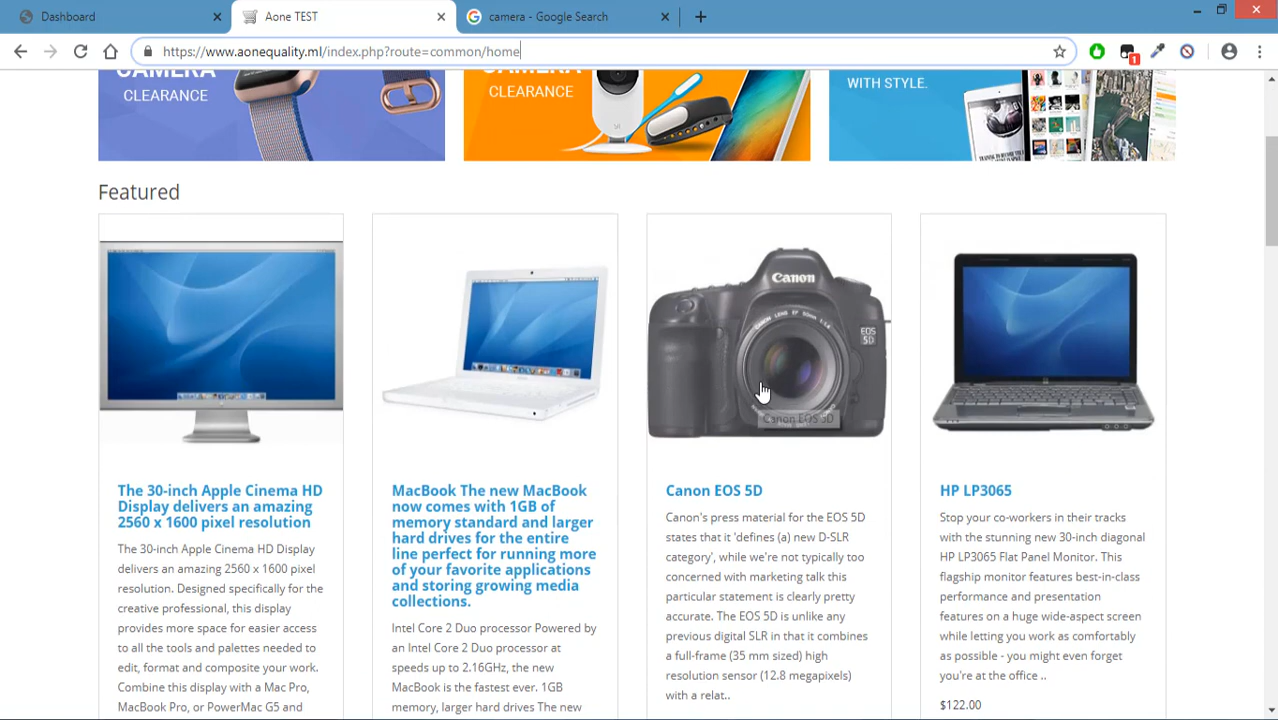 Dashboard
Aone TEST
camera - Google Search
https://www.aonequality.ml/index.php?route=common/home
1
CAMERA
CLEARANCE
CAMERA
CLEARANCE
WITH STYLE.
Featured
Canon
EOS
5D
Canon EOS 5D
The 30-inch Apple Cinema HD
Display delivers an amazing
2560 x 1600 pixel resolution
The 30-inch Apple Cinema HD Display
delivers an amazing 2560 x 1600 pixel
resolution. Designed specifically for the
creative professional, this display
provides more space for easier access
to all the tools and palettes needed to
edit, format and composite your work.
Combine this display with a Mac Pro,
MacBook Pro, or PowerMac G5 and
MacBook The new MacBook
now comes with 1GB of
memory standard and larger
hard drives for the entire
line perfect for running more
of your favorite applications
and storing growing media
collections.
Intel Core 2 Duo processor Powered by
an Intel Core 2 Duo processor at
speeds up to 2.16GHz, the new
MacBook is the fastest ever. 1GB
memory, larger hard drives The new
Canon EOS 5D
Canon's press material for the EOS 5D
states that it 'defines (a) new D-SLR
category', while we're not typically too
concerned with marketing talk this
particular statement is clearly pretty
accurate. The EOS 5D is unlike any
previous digital SLR in that it combines
a full-frame (35 mm sized) high
resolution sensor (12.8 megapixels)
with a relat..
HP LP3065
Stop your co-workers in their tracks
with the stunning new 30-inch diagonal
HP LP3065 Flat Panel Monitor. This
flagship monitor features best-in-class
performance and presentation
features on a huge wide-aspect screen
while letting you work as comfortably
as possible - you might even forget
you're at the office ..
$122.00